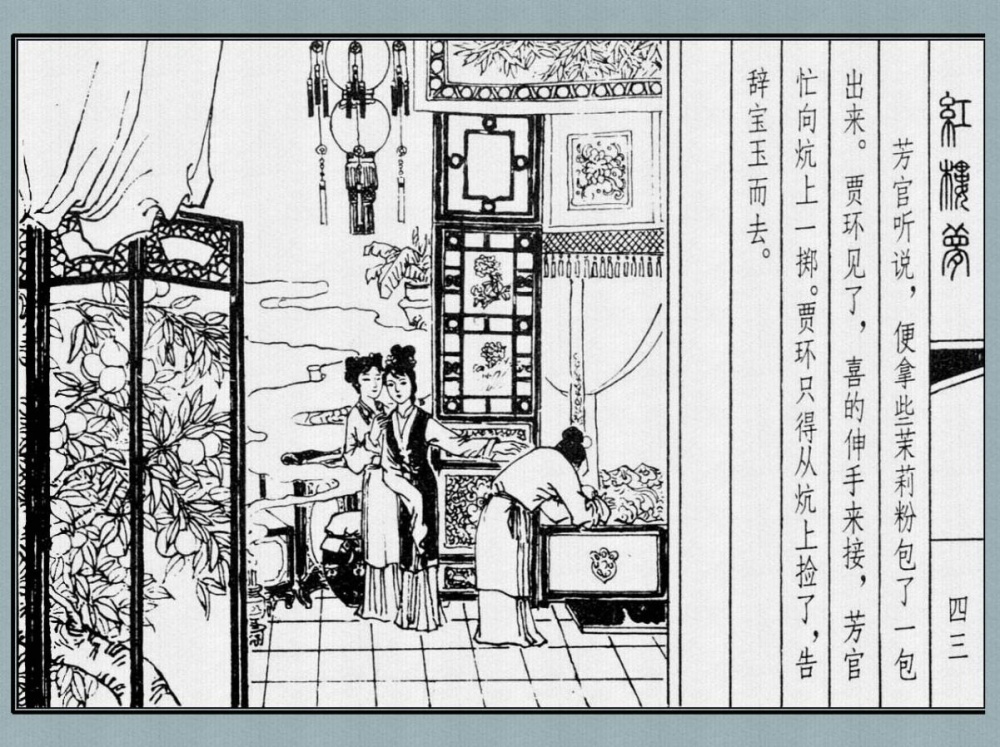 紅樓夢
四三
芳官听说，便拿些茉莉粉包了一包
出来。贾环见了，喜的伸手来接，芳官
忙向炕上一掷。贾环只得从炕上捡了，告
辞宝玉而去。